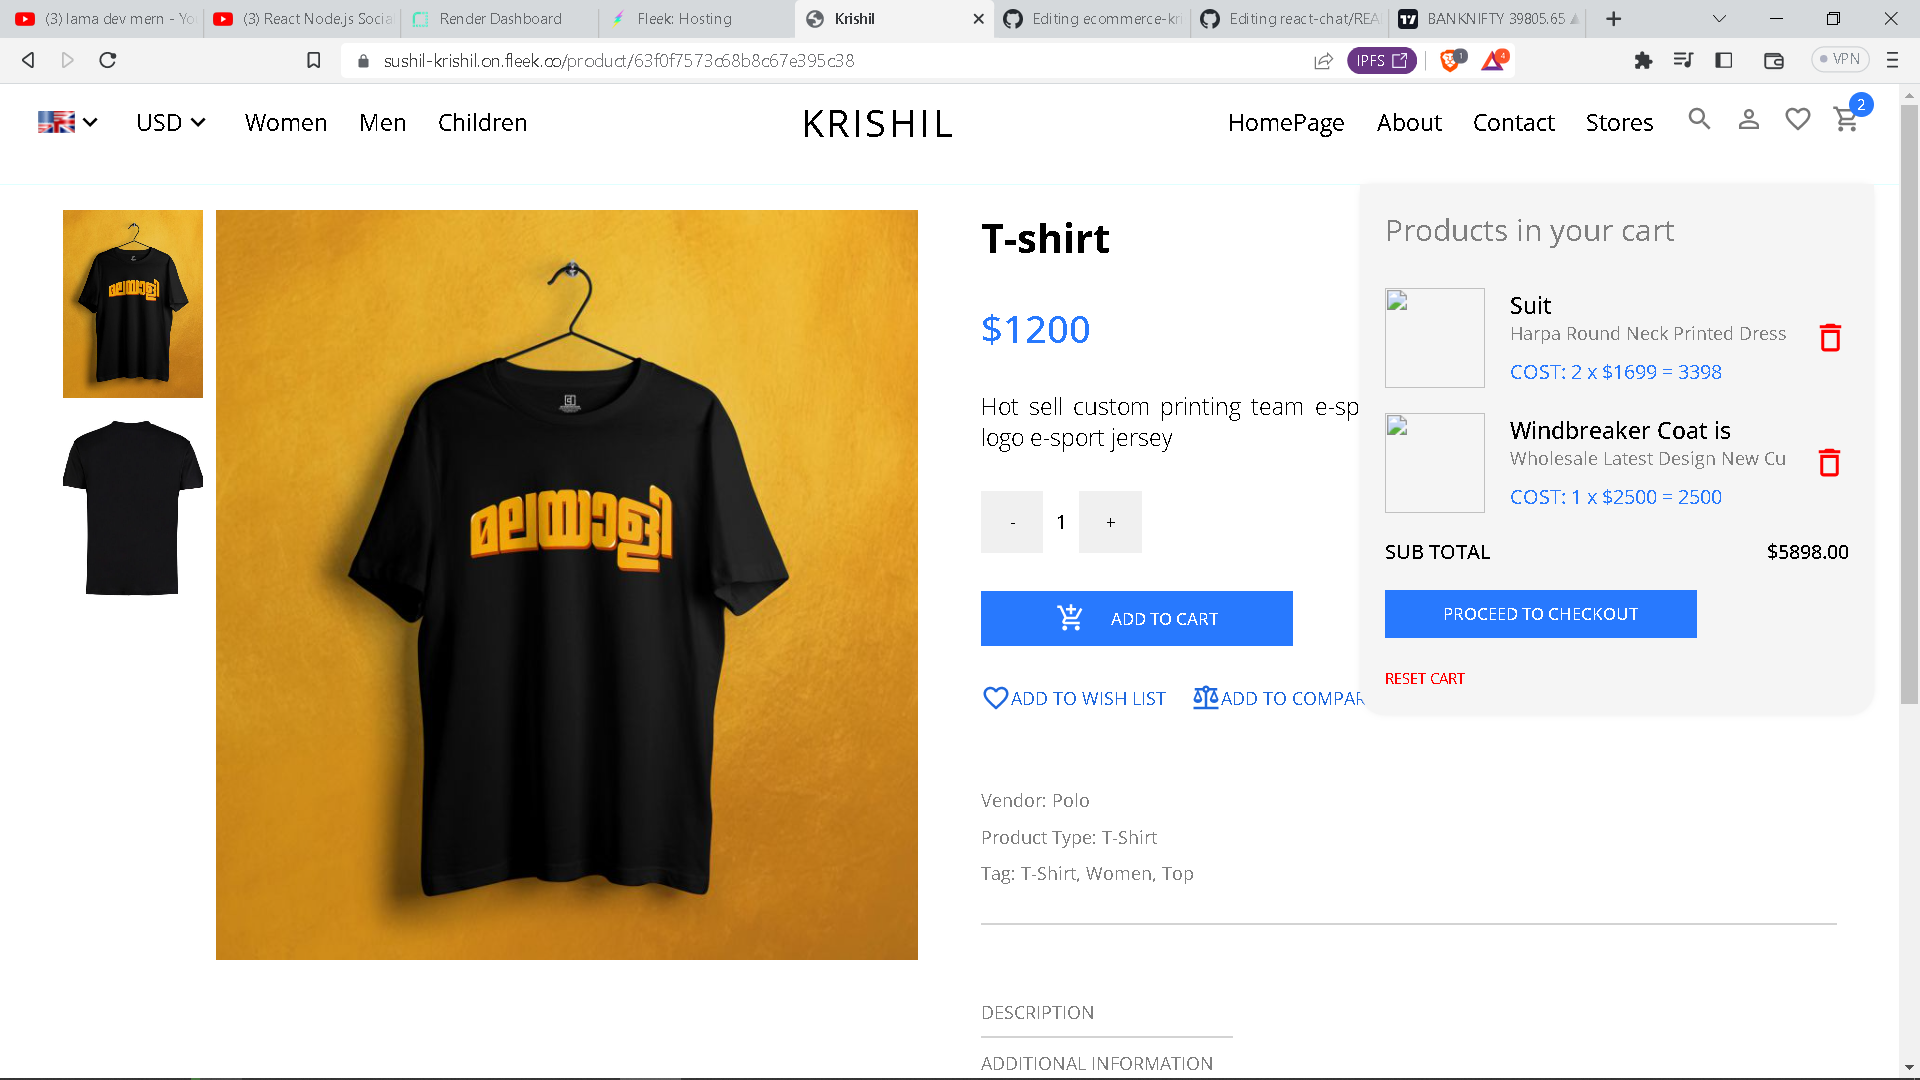 (3) lama dev mern - Yo
(3) React Node.js Socia
Render Dashboard
Fleek: Hosting
Krishil
Editing ecommerce-kri
Editing react-chat/REA
BANKNIFTY 39805.65
sushil-krishil.on.fleek.co/product/63f0f7573c68b8c67e395c38
IPFS
1
4
VPN
USD
Women
Men
Children
KRISHIL
HomePage
About
Contact
Stores
2
T-shirt
$1200
Hot sell custom printing team e-sp
logo e-sport jersey
-
1
+
ADD TO CART
ADD TO WISH LIST
ADD TO COMPAR
Vendor: Polo
Product Type: T-Shirt
Tag: T-Shirt, Women, Top
DESCRIPTION
ADDITIONAL INFORMATION
Products in your cart
Suit
Harpa Round Neck Printed Dress
COST: 2 x $1699 = 3398
Windbreaker Coat is
Wholesale Latest Design New Cu
COST: 1 x $2500 = 2500
SUB TOTAL
$5898.00
PROCEED TO CHECKOUT
RESET CART
മലയാളി
മലയാളി